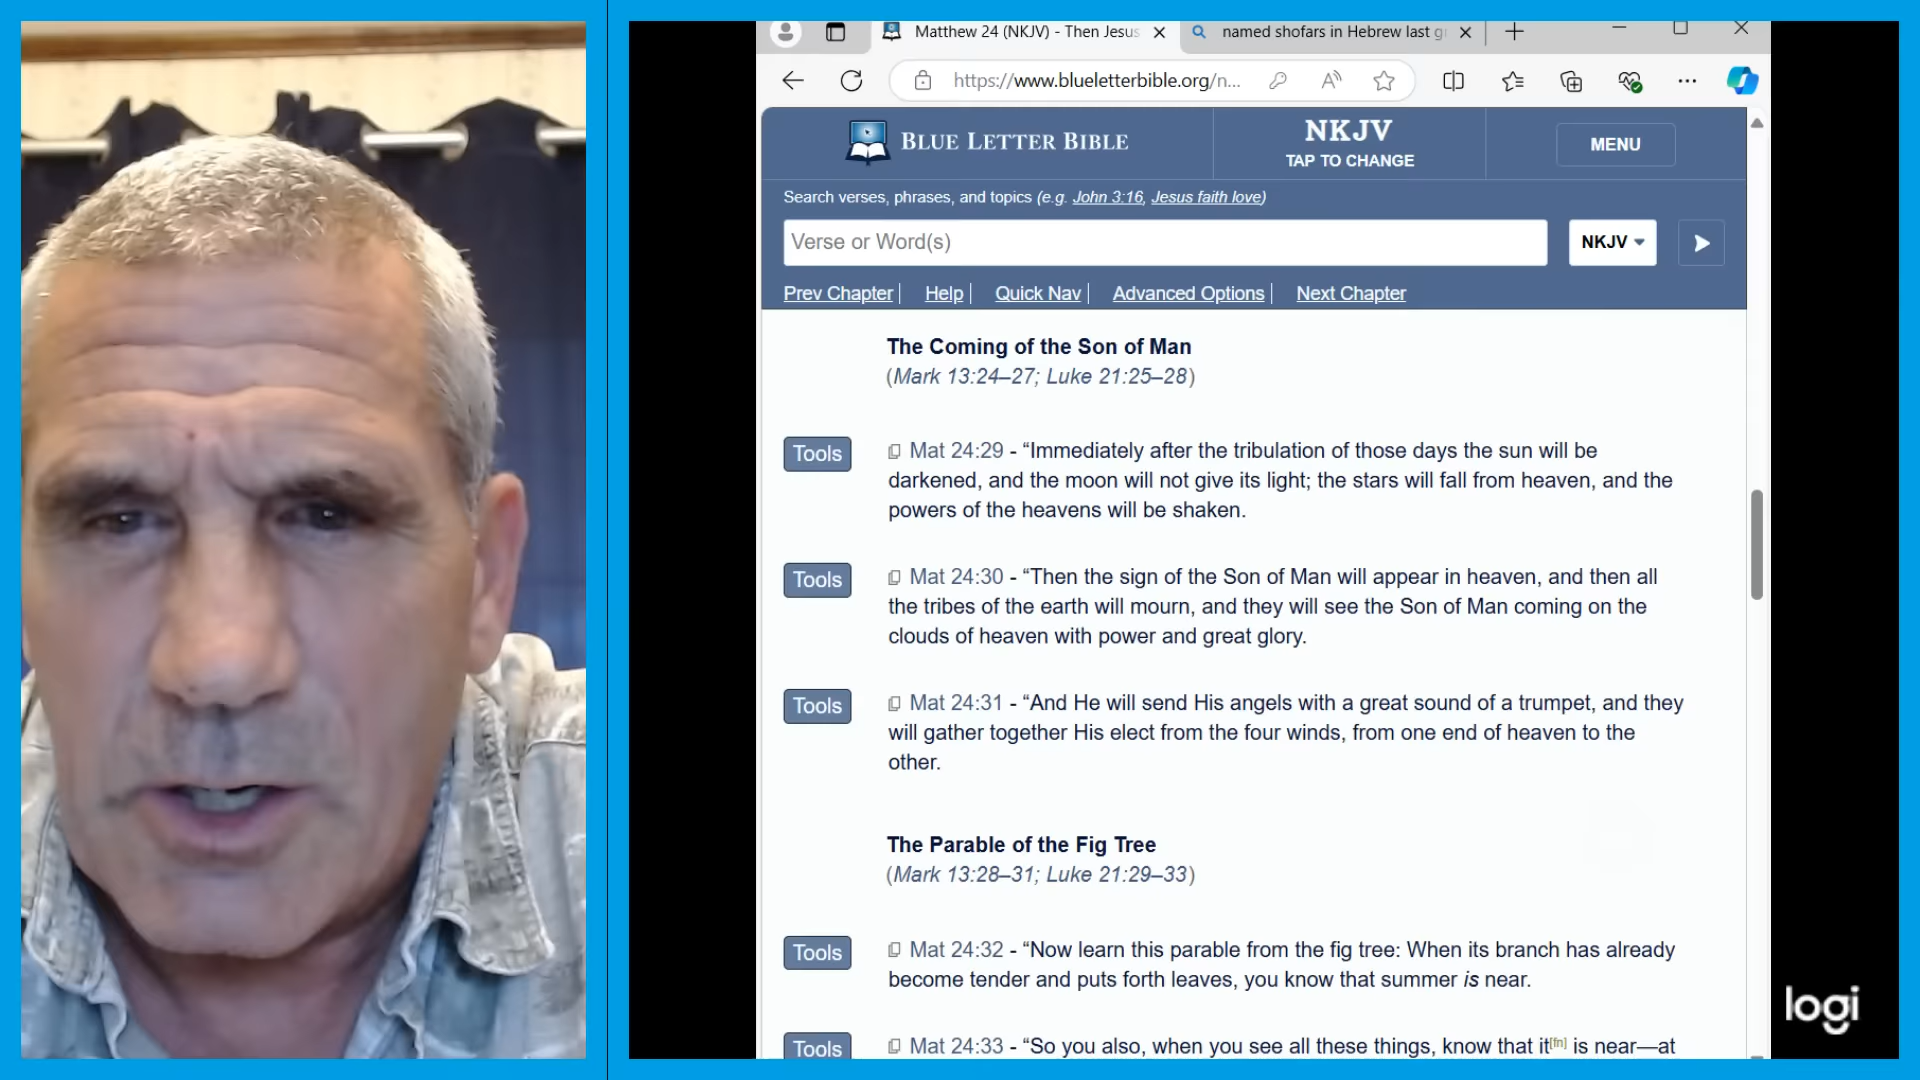 Matthew 24 (NKJV) - Then Jesus
named shofars in Hebrew last g
https://www.blueletterbible.org/n...
BLUE LETTER BIBLE
NKJV
TAP TO CHANGE
MENU
Search verses, phrases, and topics (e.g. John 3:16, Jesus faith love)
Verse or Word(s)
NKJV
Prev Chapter | Help | Quick Nav | Advanced Options | Next Chapter
The Coming of the Son of Man
(Mark 13:24–27; Luke 21:25–28)
Tools
Mat 24:29 - “Immediately after the tribulation of those days the sun will be
darkened, and the moon will not give its light; the stars will fall from heaven, and the
powers of the heavens will be shaken.
Tools
Mat 24:30 - “Then the sign of the Son of Man will appear in heaven, and then all
the tribes of the earth will mourn, and they will see the Son of Man coming on the
clouds of heaven with power and great glory.
Tools
Mat 24:31 - “And He will send His angels with a great sound of a trumpet, and they
will gather together His elect from the four winds, from one end of heaven to the
other.
The Parable of the Fig Tree
(Mark 13:28–31; Luke 21:29–33)
Tools
Mat 24:32 - “Now learn this parable from the fig tree: When its branch has already
become tender and puts forth leaves, you know that summer is near.
Tools
Mat 24:33 - “So you also, when you see all these things, know that it[fn] is near—at
logi